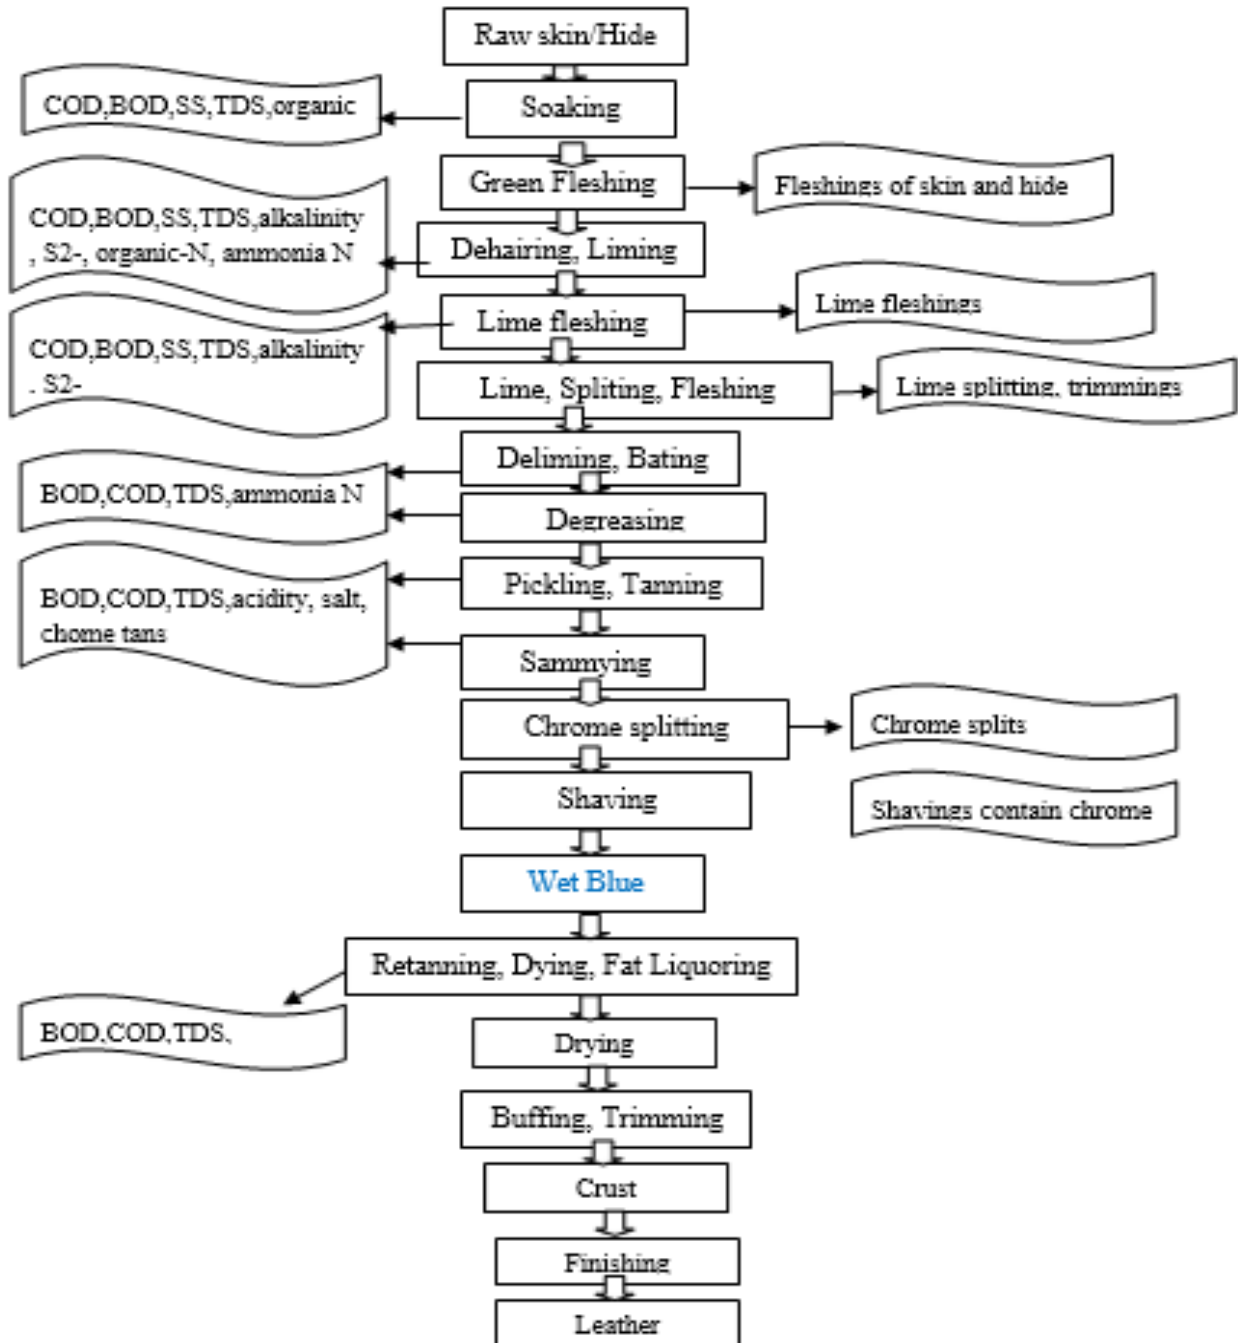 Raw skin/Hide
COD,BOD,SS,TDS,organic
Soaking
Green Fleshing
Fleshings of skin and hide
COD,BOD,SS,TDS,alkalinity
, S2-, organic-N, ammonia N
Dehairing, Liming
Lime fleshing
Lime fleshings
COD,BOD,SS,TDS,alkalinity
, S2-
Lime, Spliting, Fleshing
Lime splitting, trimmings
Deliming, Bating
BOD,COD,TDS,ammonia N
Degreasing
Pickling, Tanning
BOD,COD,TDS,acidity, salt,
chome tans
Sammying
Chrome splitting
Chrome splits
Shaving
Shavings contain chrome
Wet Blue
Retanning, Dying, Fat Liquoring
BOD,COD,TDS,
Drying
Buffing, Trimming
Crust
Finishing
Leather